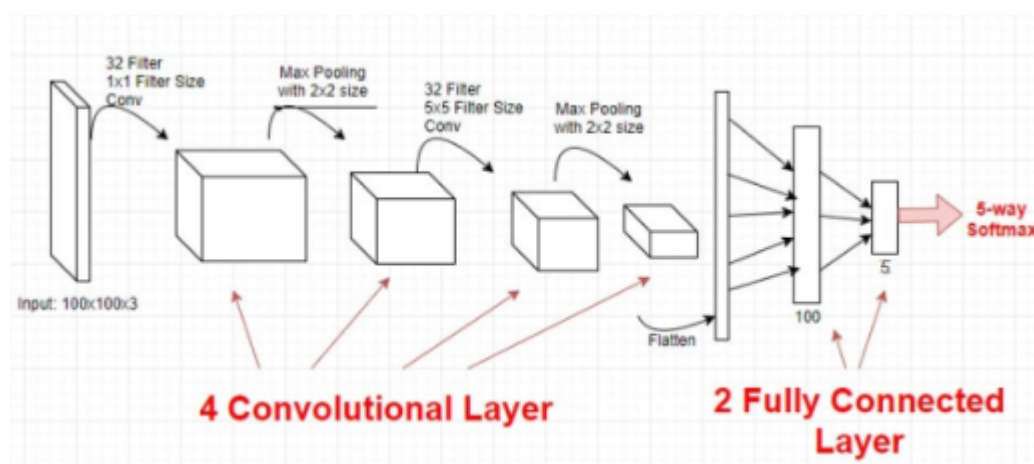 32 Filter
1x1 Filter Size
Conv
Max Pooling
with 2x2 size
32 Filter
5x5 Filter Size
Conv
Max Pooling
with 2x2 size
5-way
Softmax
Input: 100x100x3
5
100
Flatten
4 Convolutional Layer
2 Fully Connected
Layer